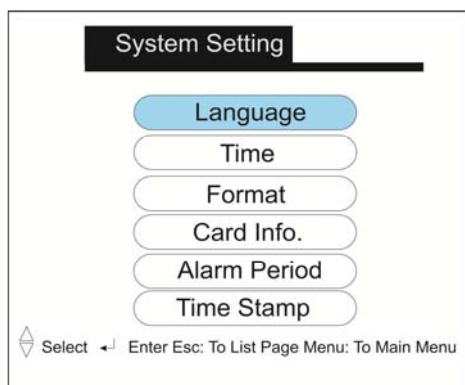 System Setting
Language
Time
Format
Card Info.
Alarm Period
Time Stamp
Select Enter Esc: To List Page Menu: To Main Menu